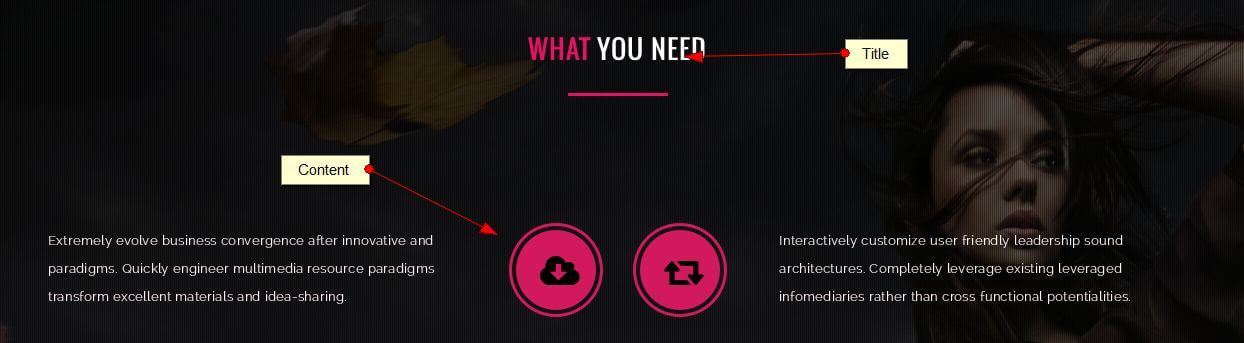 WHAT YOU NEED
Title
Content
Extremely evolve business convergence after innovative and
paradigms. Quickly engineer multimedia resource paradigms
transform excellent materials and idea-sharing.
Interactively customize user friendly leadership sound
architectures. Completely leverage existing leveraged
infomediaries rather than cross functional potentialities.